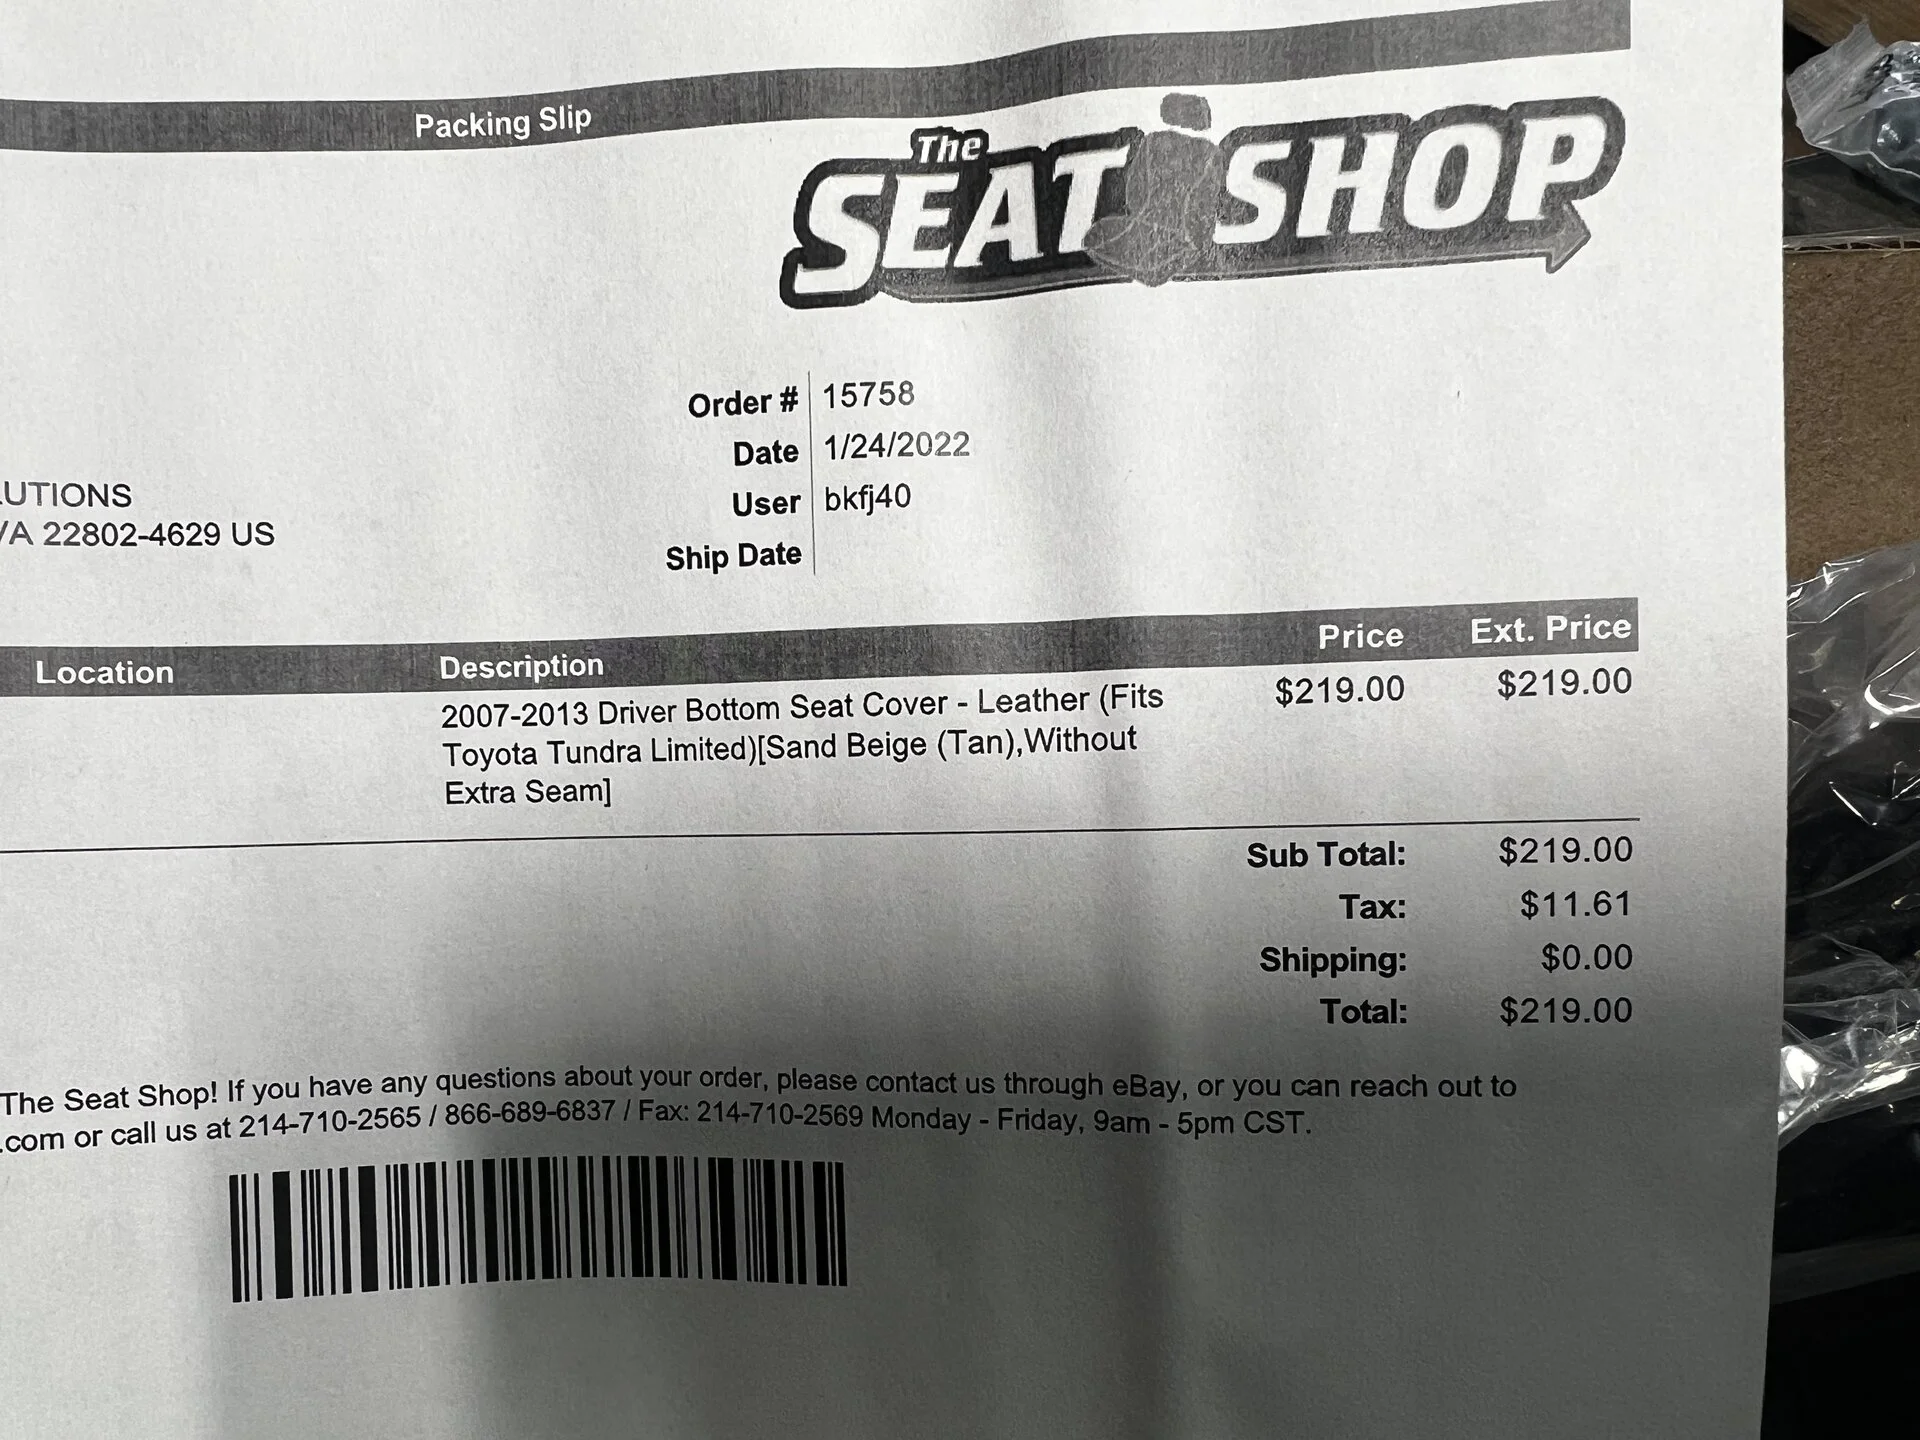 Packing Slip
The
SEAT SHOP
Order # 15758
Date 1/24/2022
User bkfj40
Ship Date
UTIONS
VA 22802-4629 US
Location Description Price Ext. Price
2007-2013 Driver Bottom Seat Cover - Leather (Fits $219.00 $219.00
Toyota Tundra Limited)[Sand Beige (Tan),Without
Extra Seam]
Sub Total: $219.00
Tax: $11.61
Shipping: $0.00
Total: $219.00
The Seat Shop! If you have any questions about your order, please contact us through eBay, or you can reach out to
.com or call us at 214-710-2565 / 866-689-6837 / Fax: 214-710-2569 Monday - Friday, 9am - 5pm CST.